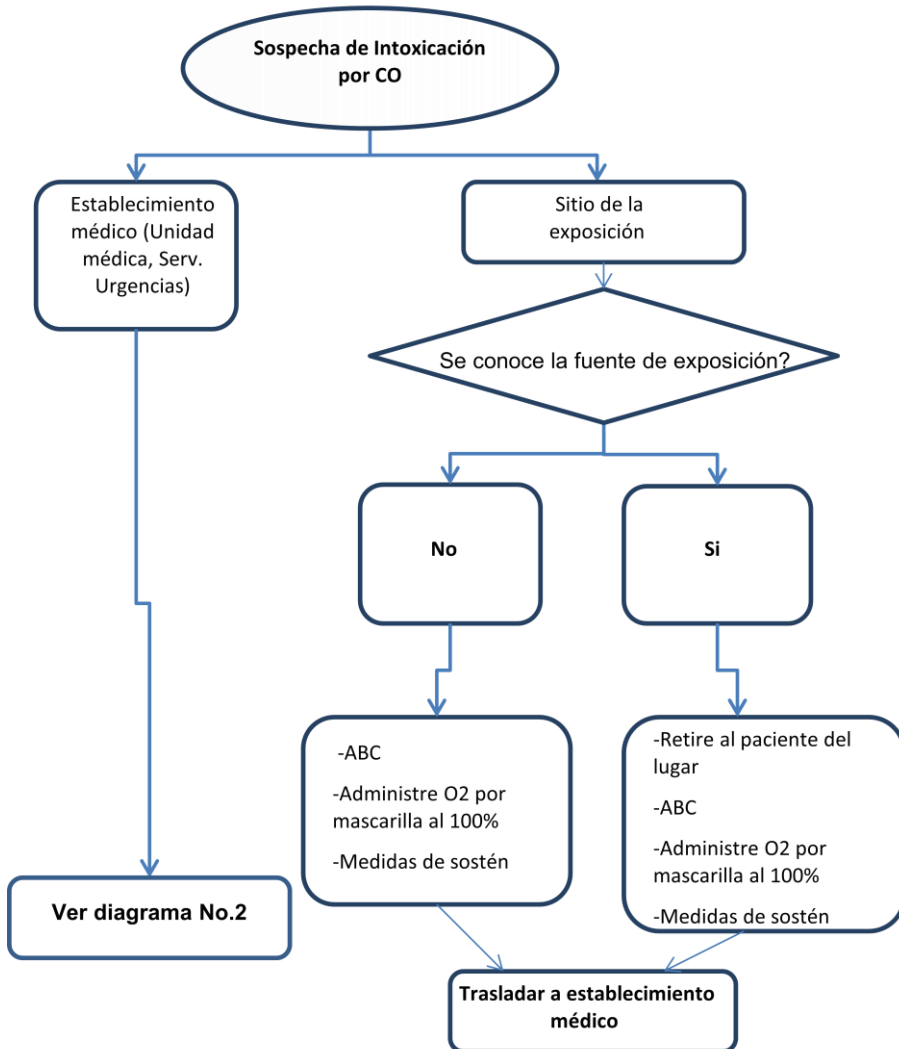 Sospecha de Intoxicación
por CO
Establecimiento
médico (Unidad
médica, Serv.
Urgencias)
Sitio de la
exposición
Se conoce la fuente de exposición?
No
Si
-ABC
-Administre O2 por
mascarilla al 100%
-Medidas de sostén
-Retire al paciente del
lugar
-ABC
-Administre O2 por
mascarilla al 100%
-Medidas de sostén
Ver diagrama No.2
Trasladar a establecimiento
médico